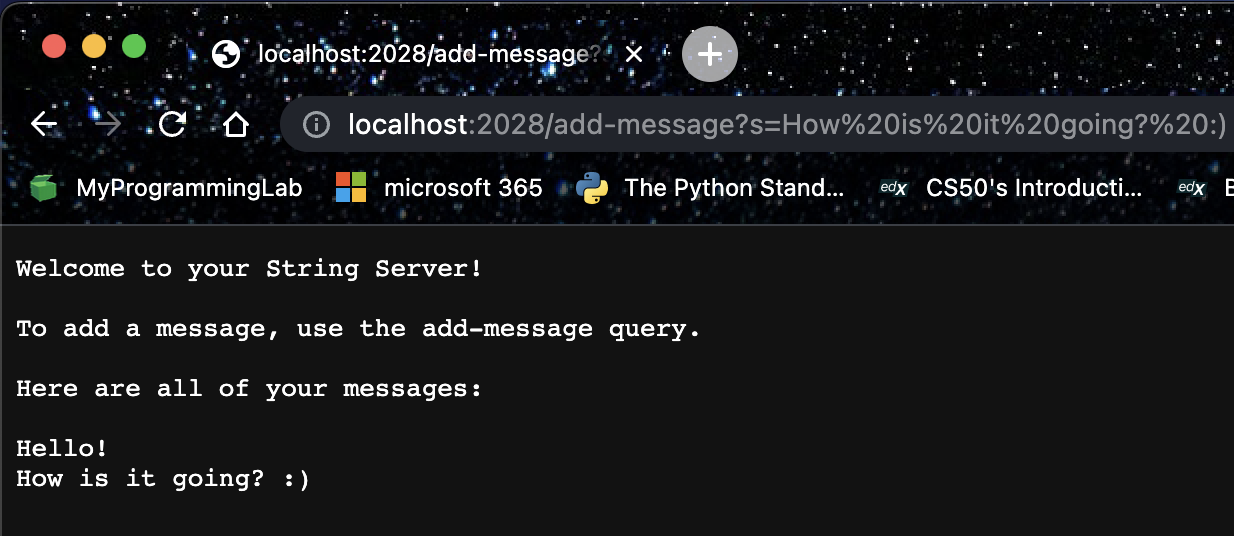 localhost:2028/add-message?
localhost:2028/add-message?s=How%20is%20it%20going?%20:)
MyProgrammingLab microsoft 365 The Python Stand... edX CS50's Introducti... edX B
Welcome to your String Server!
To add a message, use the add-message query.
Here are all of your messages:
Hello!
How is it going? :)